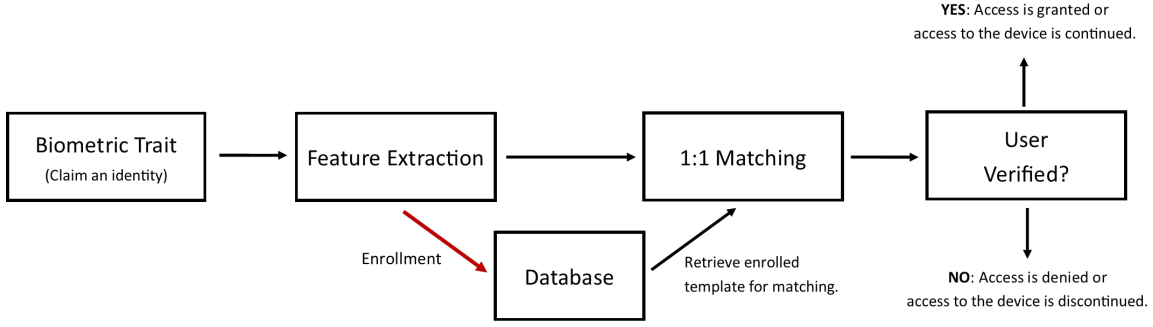 YES: Access is granted or
access to the device is continued.
Biometric Trait
(Claim an identity)
Feature Extraction
1:1 Matching
User
Verified?
Enrollment
Database
Retrieve enrolled
template for matching.
NO: Access is denied or
access to the device is discontinued.